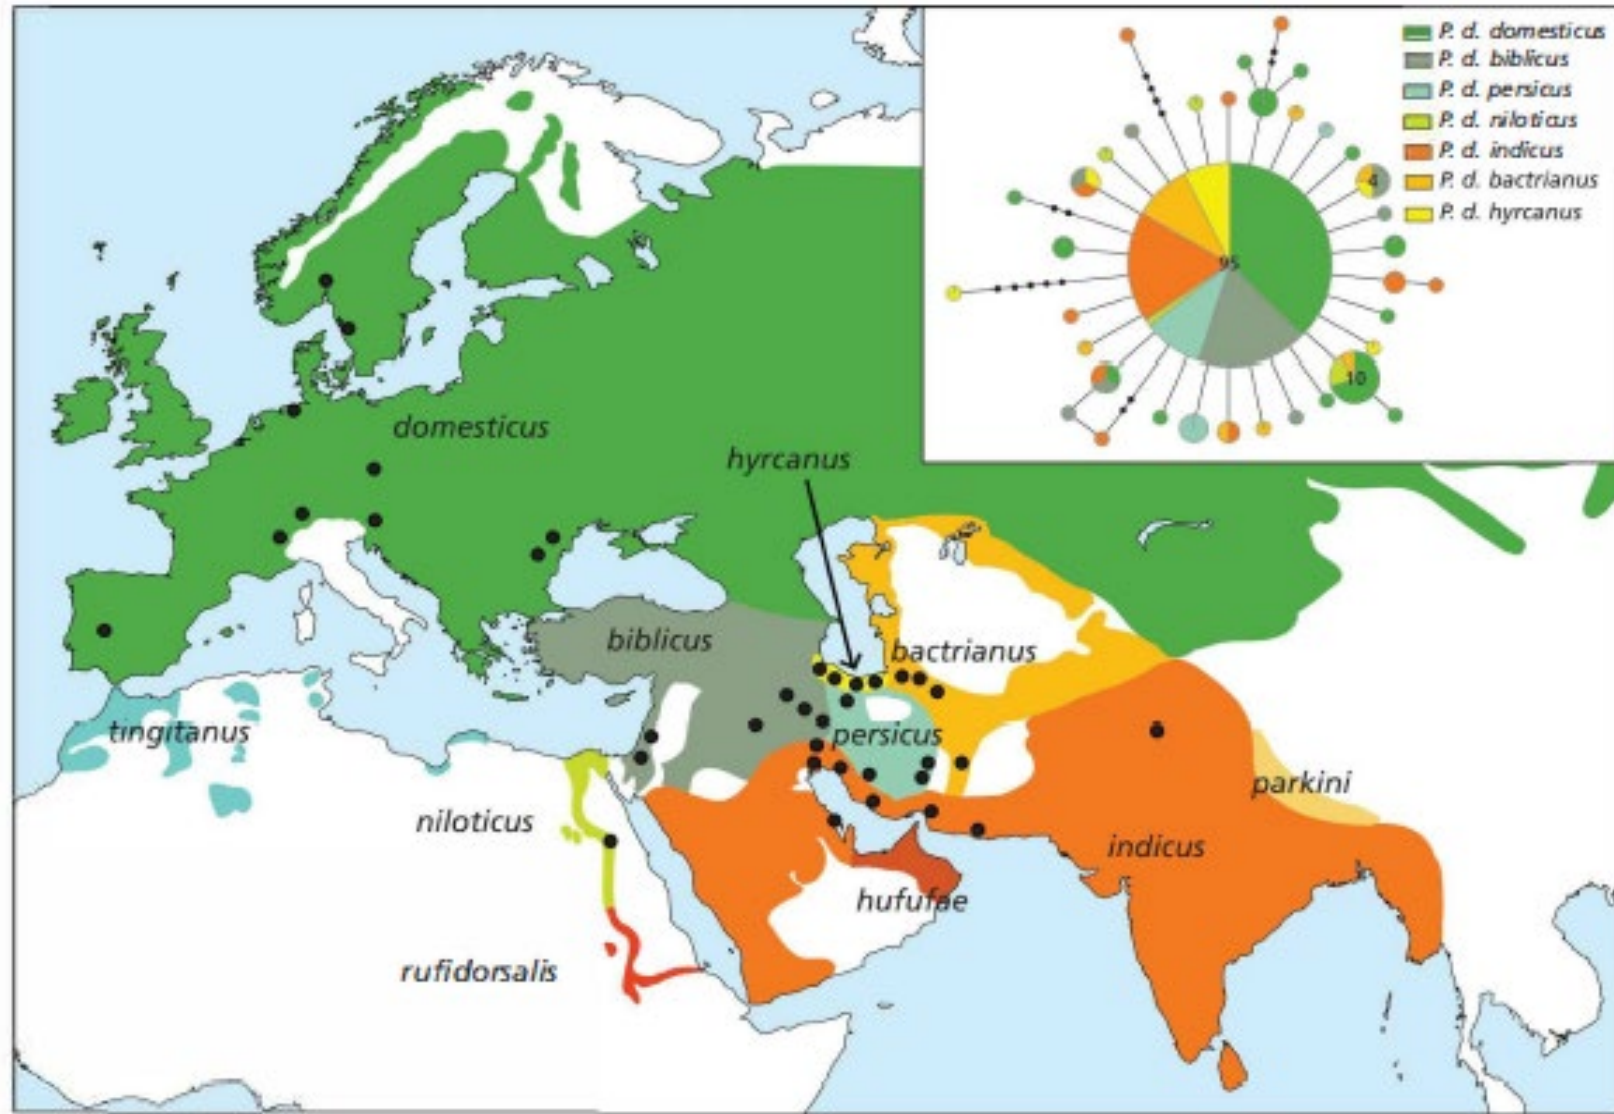 P. d. domesticus
P. d. biblicus
P. d. persicus
P. d. niloticus
P. d. indicus
P. d. bactrianus
P. d. hyrcanus
4
95
10
domesticus
hyrcanus
biblicus
bactrianus
tingitanus
persicus
parkini
niloticus
indicus
hufufae
rufidorsalis